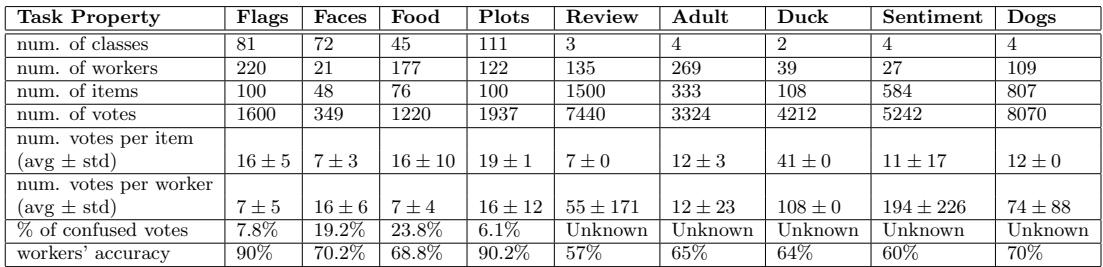 Task Property Flags Faces Food Plots Review Adult Duck Sentiment Dogs
num. of classes 81 72 45 111 3 4 2 4 4
num. of workers 220 21 177 122 135 269 39 27 109
num. of items 100 48 76 100 1500 333 108 584 807
num. of votes 1600 349 1220 1937 7440 3324 4212 5242 8070
num. votes per item
(avg ± std) 16 ± 5 7 ± 3 16 ± 10 19 ± 1 7 ± 0 12 ± 3 41 ± 0 11 ± 17 12 ± 0
num. votes per worker
(avg ± std) 7 ± 5 16 ± 6 7 ± 4 16 ± 12 55 ± 171 12 ± 23 108 ± 0 194 ± 226 74 ± 88
% of confused votes 7.8% 19.2% 23.8% 6.1% Unknown Unknown Unknown Unknown Unknown
workers' accuracy 90% 70.2% 68.8% 90.2% 57% 65% 64% 60% 70%